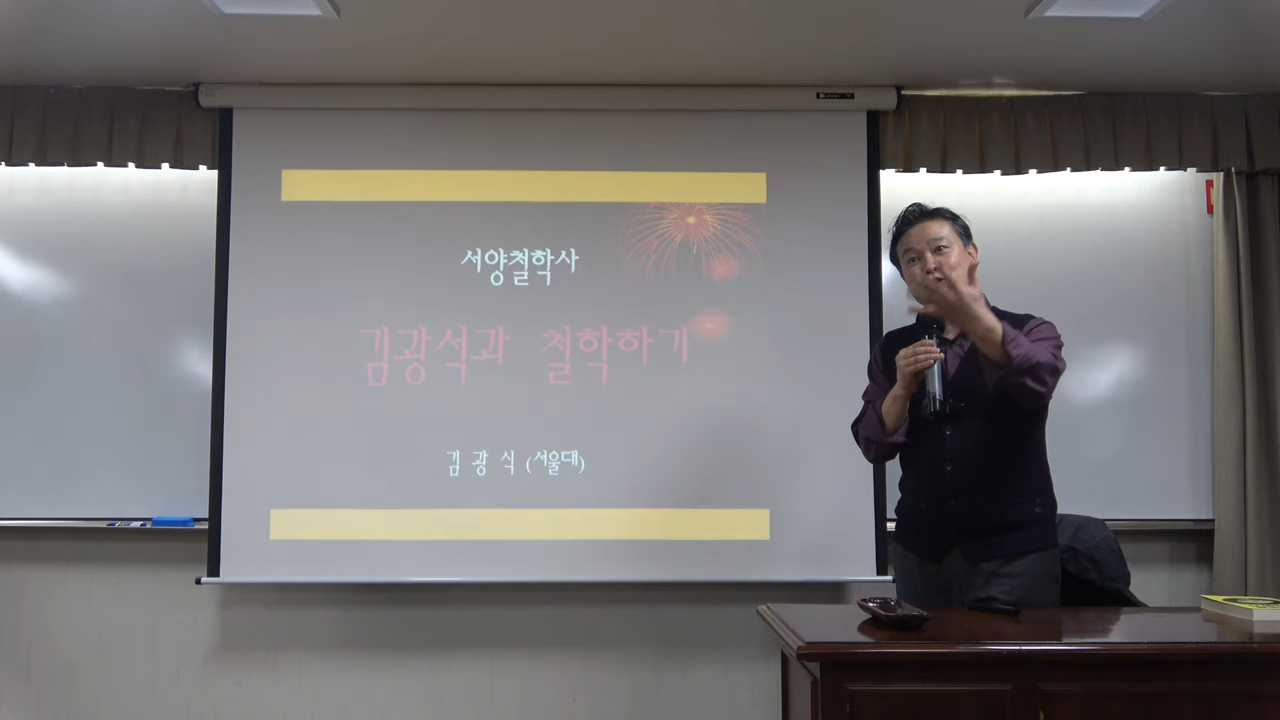 서양철학사
김광석과 철학하기
김 광 식 (서울대)